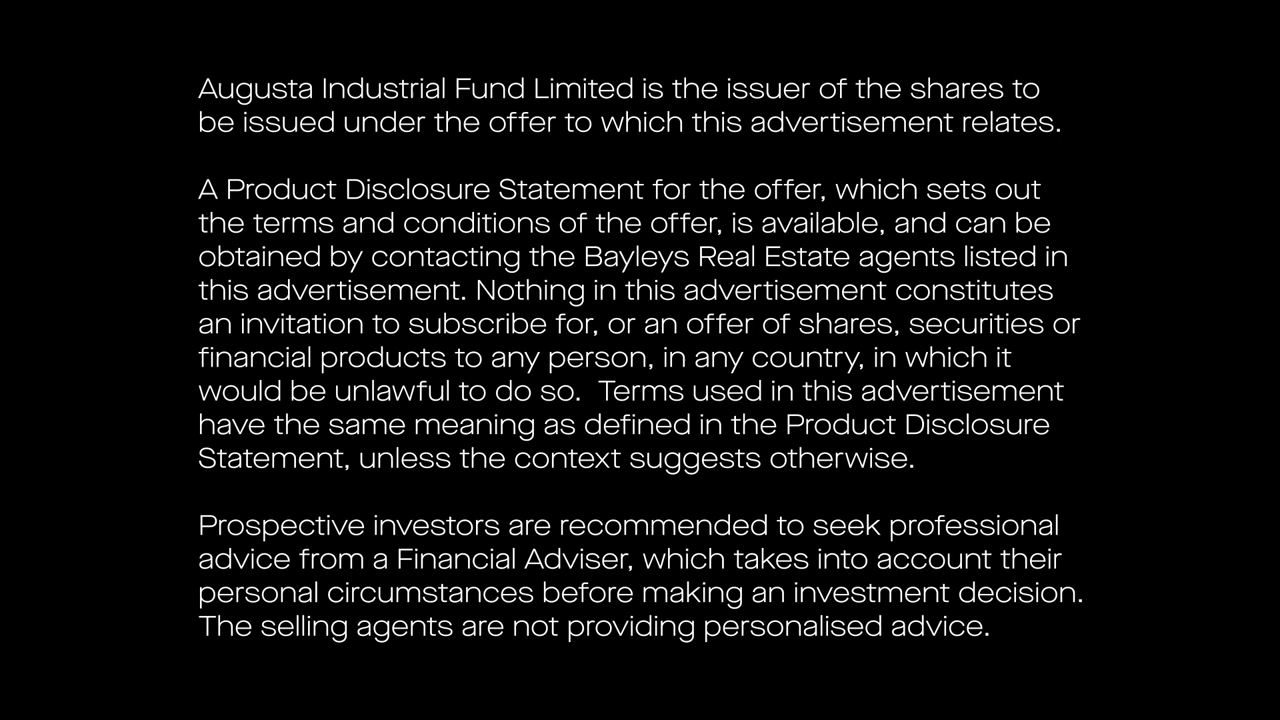 Augusta Industrial Fund Limited is the issuer of the shares to
be issued under the offer to which this advertisement relates.
A Product Disclosure Statement for the offer, which sets out
the terms and conditions of the offer, is available, and can be
obtained by contacting the Bayleys Real Estate agents listed in
this advertisement. Nothing in this advertisement constitutes
an invitation to subscribe for, or an offer of shares, securities or
financial products to any person, in any country, in which it
would be unlawful to do so.  Terms used in this advertisement
have the same meaning as defined in the Product Disclosure
Statement, unless the context suggests otherwise.
Prospective investors are recommended to seek professional
advice from a Financial Adviser, which takes into account their
personal circumstances before making an investment decision.
The selling agents are not providing personalised advice.